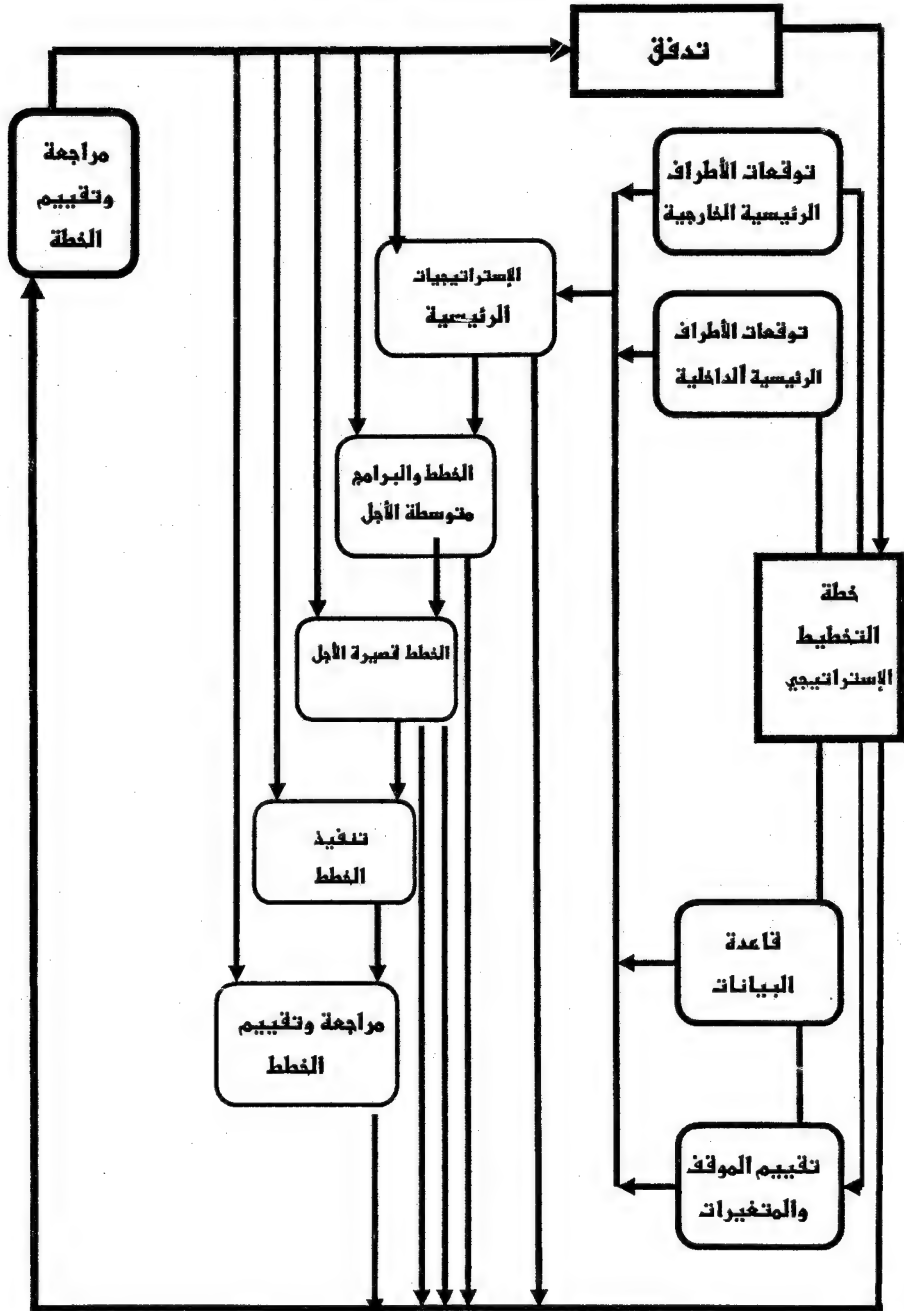 تدفق
توقعات الأطراف
الرئيسية الخارجية
مراجعة
وتقييم
الخطة
الإستراتيجيات
الرئيسية
توقعات الأطراف
الرئيسية ألداخلية
الخطط والبرامج
متوسطة الأجل
خطة
التخطيط
الإستراتيجي
الخطط قصيرة الأجل
تنفيذ
الخطط
قاعدة
البيانات
مراجعة وتقييم
الخطط
تقييم الموقف
والمتغيرات